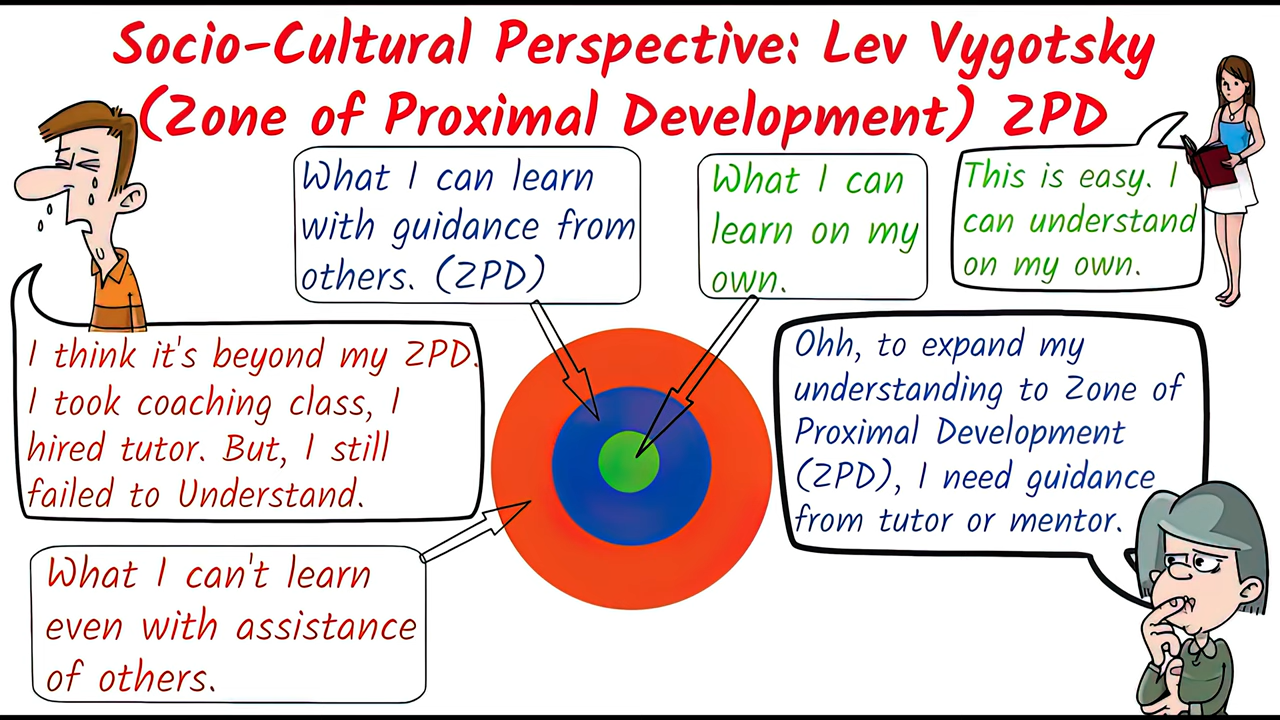 Socio-Cultural Perspective: Lev Vygotsky
(Zone of Proximal Development) ZPD
What I can learn
with guidance from
others. (ZPD)
What I can
learn on my
own.
This is easy. I
can understand
on my own.
I think it's beyond my ZPD.
I took coaching class, I
hired tutor. But, I still
failed to Understand.
Ohh, to expand my
understanding to Zone of
Proximal Development
(ZPD), I need guidance
from tutor or mentor.
What I can't learn
even with assistance
of others.